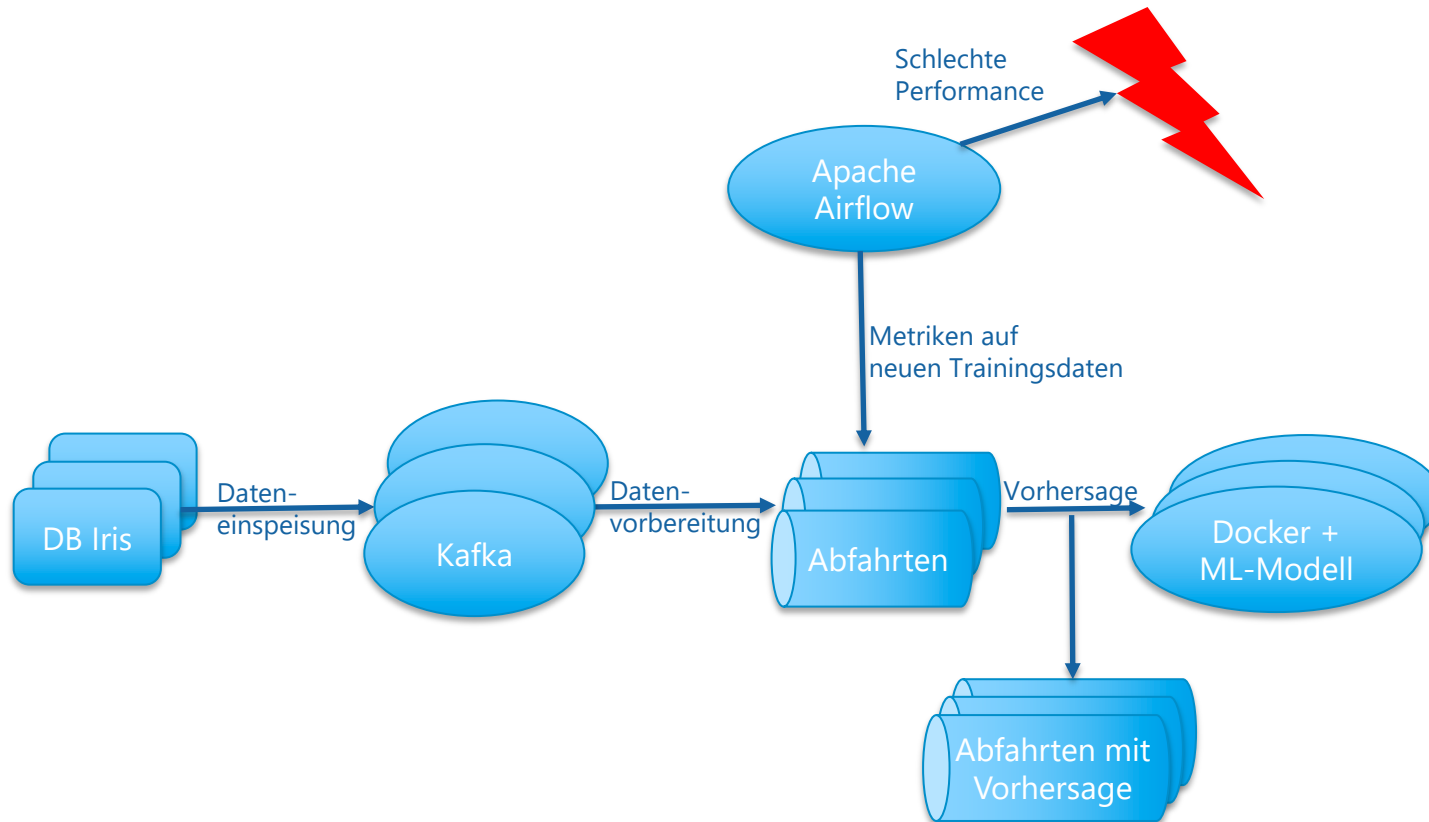 Schlechte
Performance
Apache
Airflow
Metriken auf
neuen Trainingsdaten
DB Iris
Daten-
einspeisung
Kafka
Daten-
vorbereitung
Abfahrten
Vorhersage
Docker +
ML-Modell
Abfahrten mit
Vorhersage